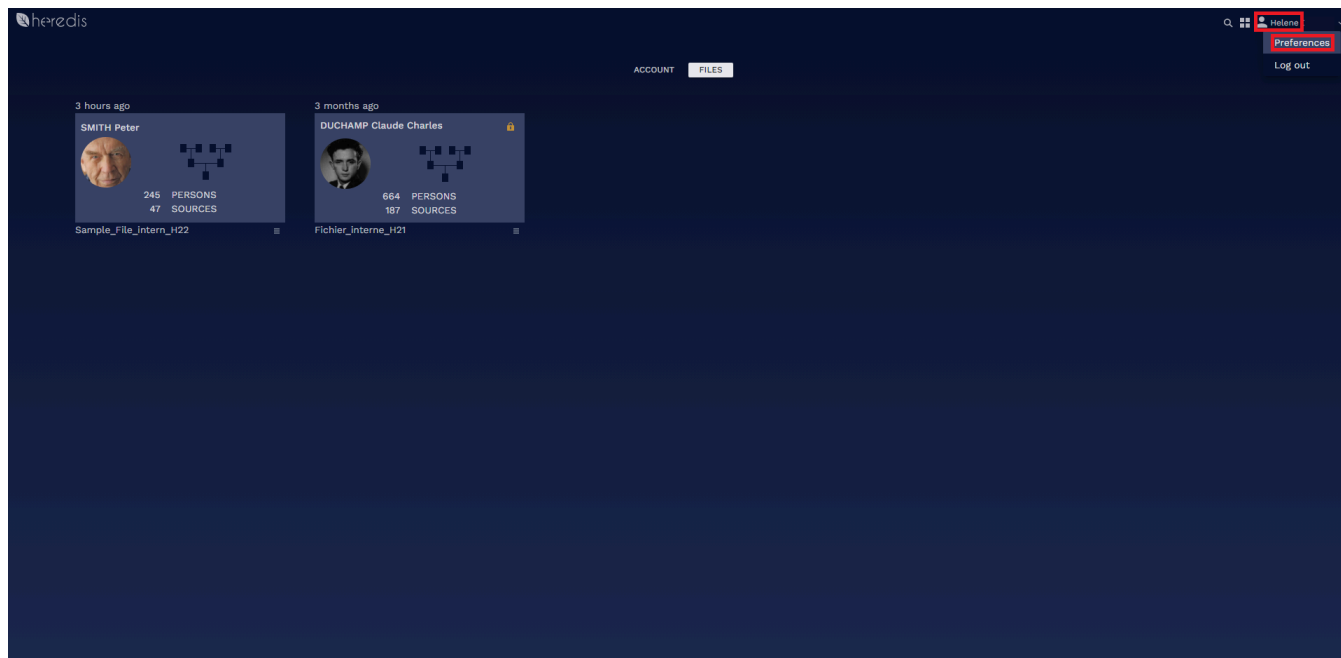 heredis
Helene
Preferences
Log out
ACCOUNT FILES
3 hours ago
SMITH Peter
245 PERSONS
47 SOURCES
Sample_File_intern_H22
3 months ago
DUCHAMP Claude Charles
664 PERSONS
187 SOURCES
Fichier_interne_H21